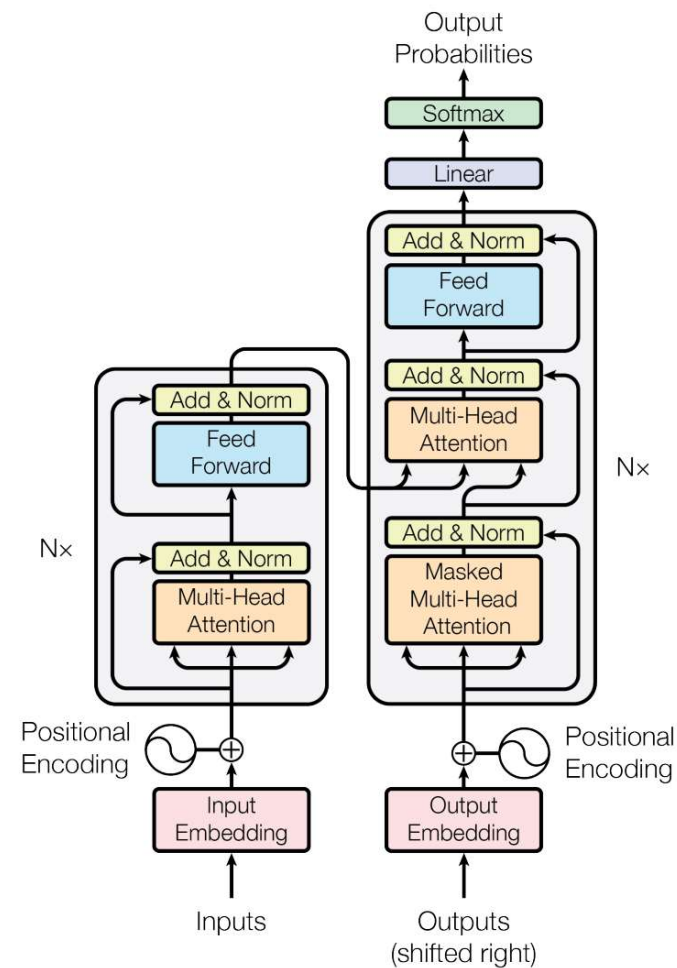 Output
Probabilities
Softmax
Linear
Add & Norm
Feed
Forward
Add & Norm
Multi-Head
Attention
Add & Norm
Masked
Multi-Head
Attention
N×
Add & Norm
Feed
Forward
Add & Norm
Multi-Head
Attention
N×
Positional
Encoding
Positional
Encoding
Input
Embedding
Output
Embedding
Inputs
Outputs
(shifted right)